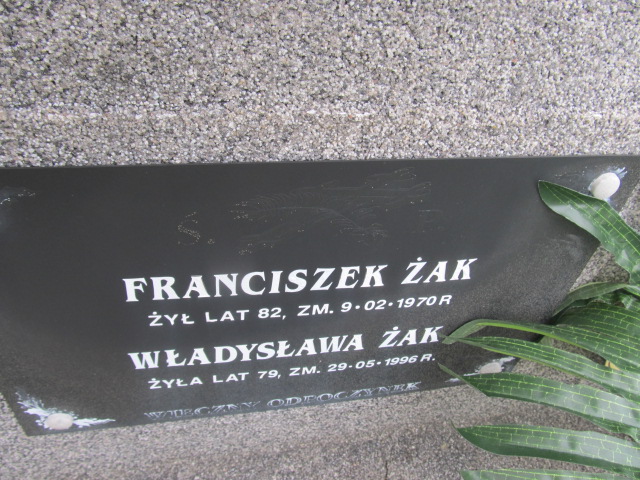 FRANCISZEK ŻAK
ŻYŁ LAT 82, ZM. 9·02·1970 R
WŁADYSŁAWA ŻAK
ŻYŁA LAT 79, ZM. 29·05·1996 R.
WIECZNY ODPOCZYNEK